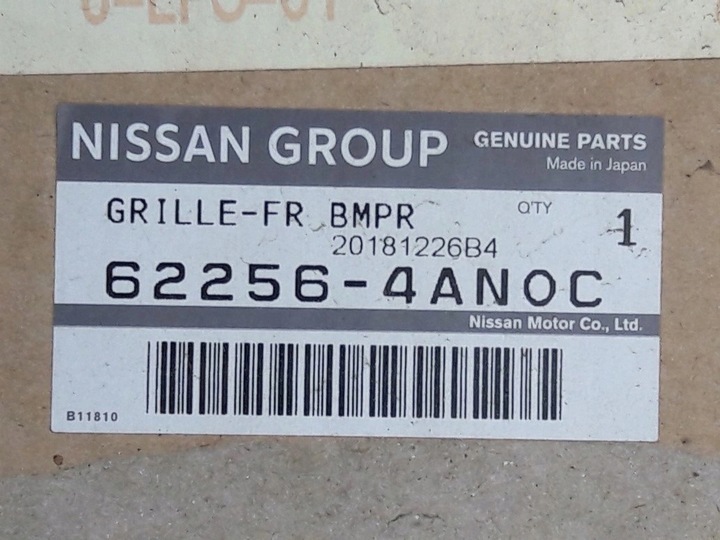 NISSAN GROUP
GENUINE PARTS
Made in Japan
GRILLE-FR BMPR
Q'TY
1
20181226B4
62256-4AN0C
Nissan Motor Co., Ltd.
B11810